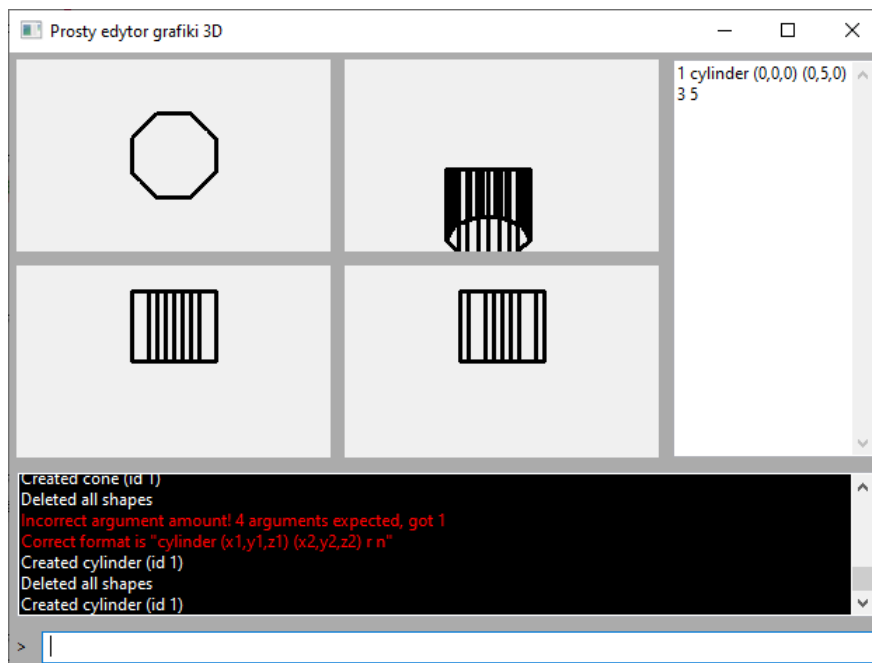 Prosty edytor grafiki 3D
1 cylinder (0,0,0) (0,5,0)
3 5
Created cone (id 1)
Deleted all shapes
Incorrect argument amount! 4 arguments expected, got 1
Correct format is "cylinder (x1,y1,z1) (x2,y2,z2) r n"
Created cylinder (id 1)
Deleted all shapes
Created cylinder (id 1)
>